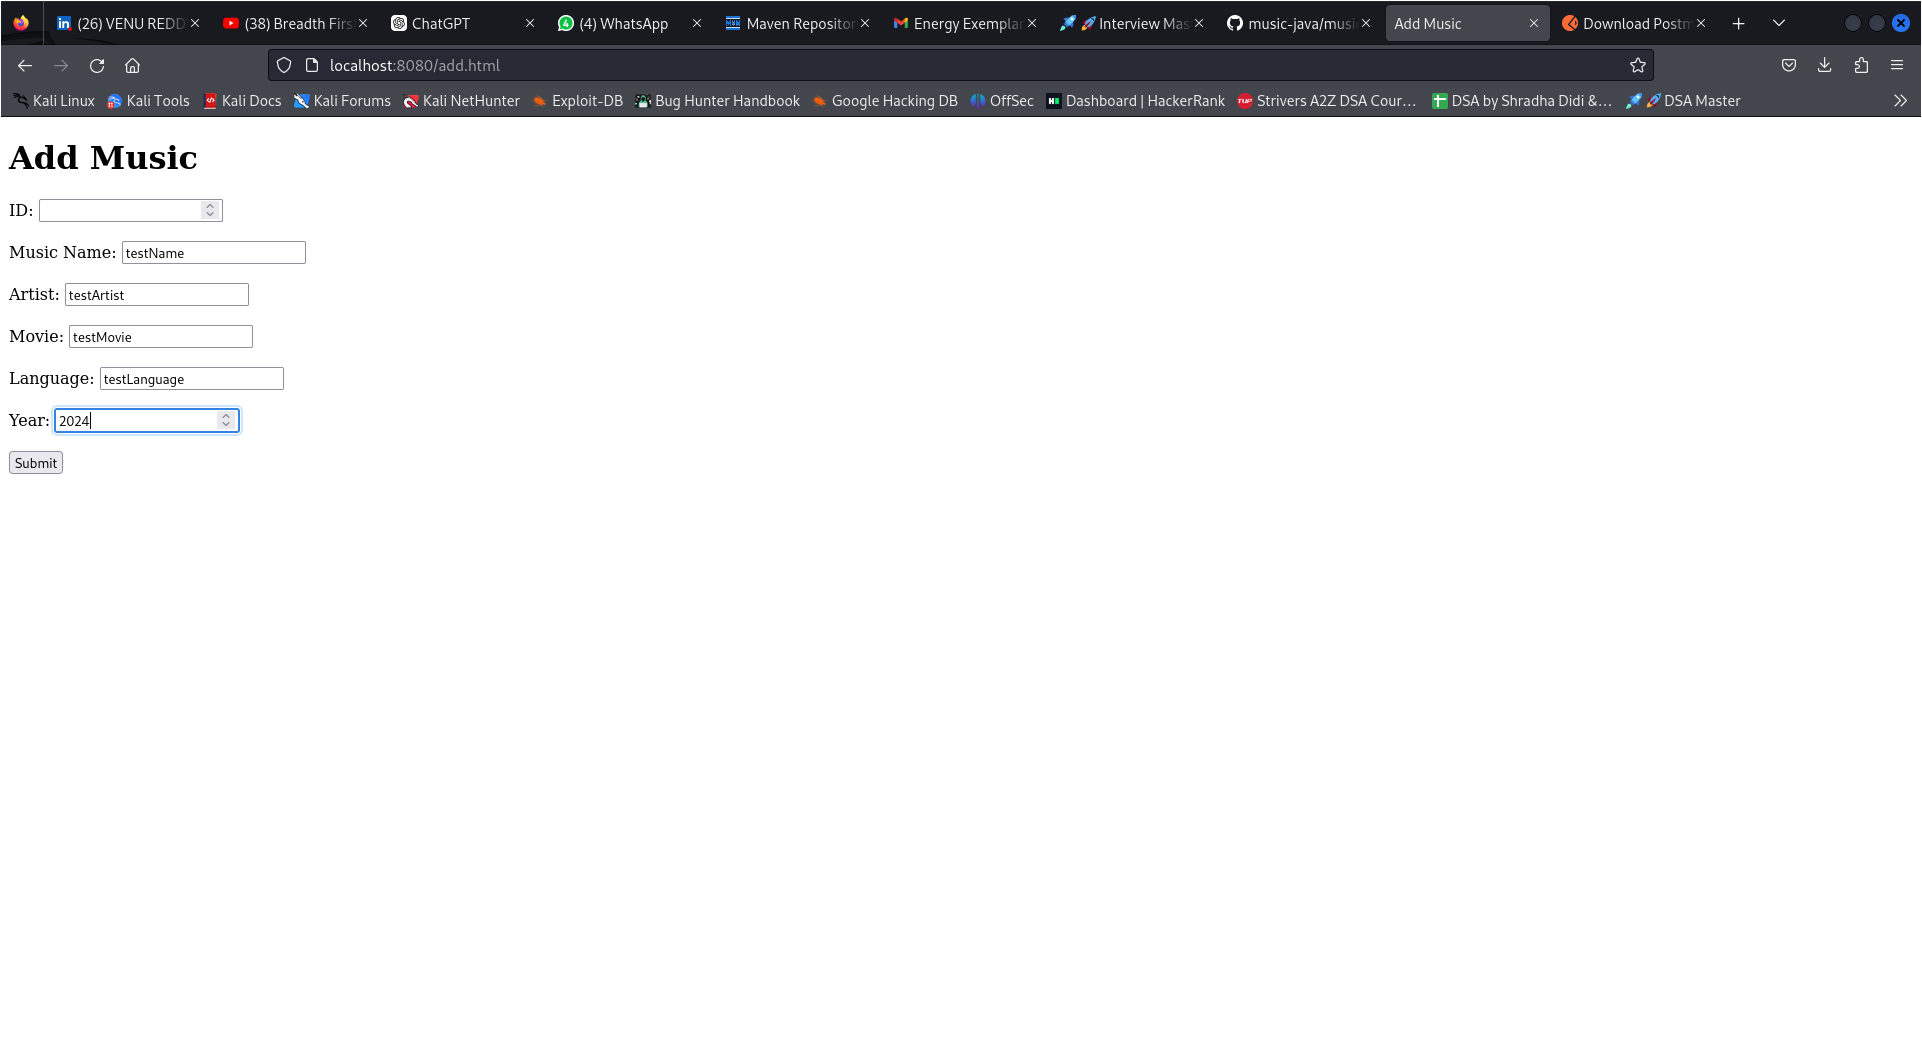 (26) VENU REDD (38) Breadth Firs ChatGPT (4) WhatsApp Maven Repositor Energy Exemplar Interview Mas music-java/musi Add Music Download Postm
localhost:8080/add.html
Kali Linux Kali Tools Kali Docs Kali Forums Kali NetHunter Exploit-DB Bug Hunter Handbook Google Hacking DB OffSec Dashboard | HackerRank Strivers A2Z DSA Cour... DSA by Shradha Didi &... DSA Master
Add Music
ID:
Music Name: testName
Artist: testArtist
Movie: testMovie
Language: testLanguage
Year: 2024
Submit